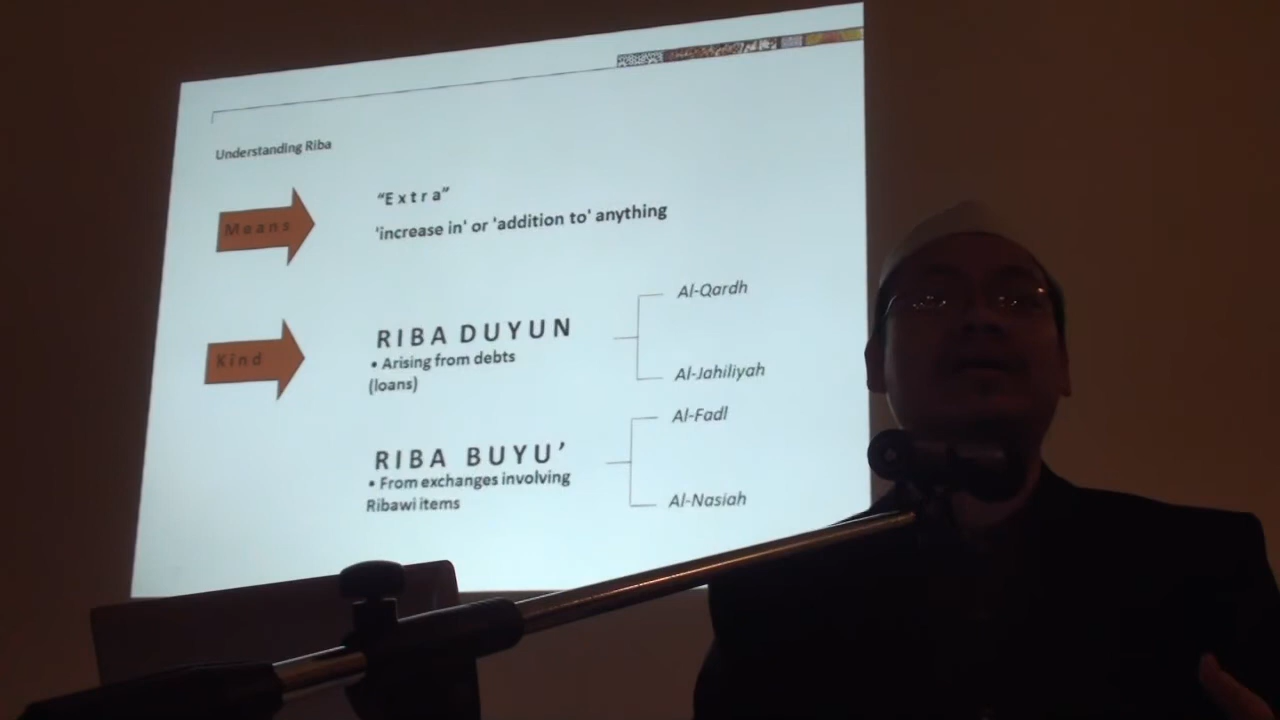 Understanding Riba
Means
"Extra"
'increase in' or 'addition to' anything
Kind
RIBA DUYUN
• Arising from debts
(loans)
Al-Qardh
Al-Jahiliyah
RIBA BUYU’
• From exchanges involving
Ribawi items
Al-Fadl
Al-Nasiah